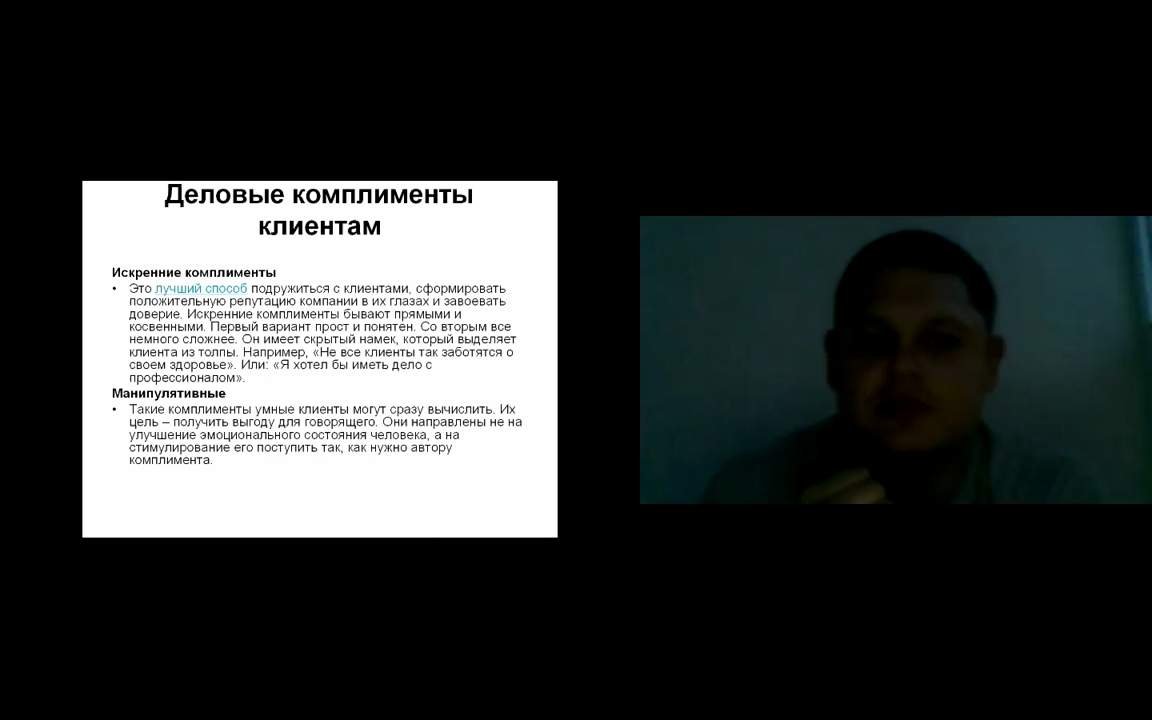 Деловые комплименты
клиентам
Искренние комплименты
• Это лучший способ подружиться с клиентами, сформировать
положительную репутацию компании в их глазах и завоевать
доверие. Искренние комплименты бывают прямыми и
косвенными. Первый вариант прост и понятен. Со вторым все
немного сложнее. Он имеет скрытый намек, который выделяет
клиента из толпы. Например, «Не все клиенты так заботятся о
своем здоровье». Или: «Я хотел бы иметь дело с
профессионалом».
Манипулятивные
• Такие комплименты умные клиенты могут сразу вычислить. Их
цель – получить выгоду для говорящего. Они направлены не на
улучшение эмоционального состояния человека, а на
стимулирование его поступить так, как нужно автору
комплимента.